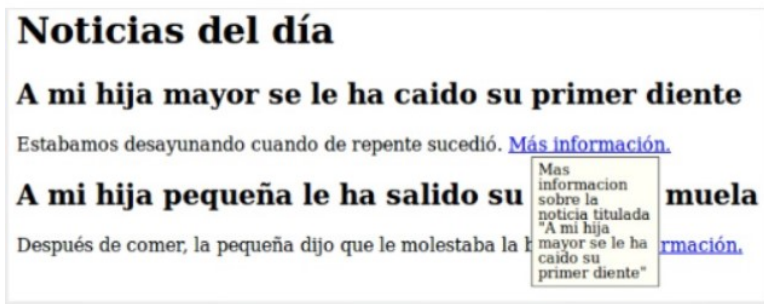 Noticias del día
A mi hija mayor se le ha caido su primer diente
Estabamos desayunando cuando de repente sucedió. Más información.
A mi hija pequeña le ha salido su muela
Después de comer, la pequeña dijo que le molestaba la rmación.
Mas
informacion
sobre la
noticia titulada
"A mi hija
mayor se le ha
caido su
primer diente"